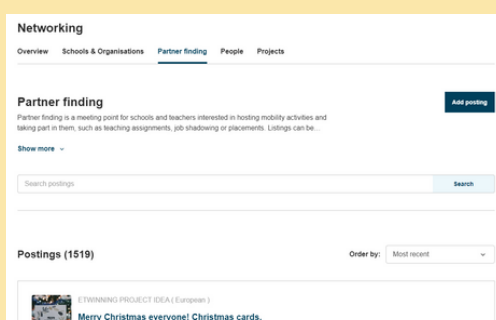 Networking
Overview Schools & Organisations Partner finding People Projects
Partner finding
Add posting
Partner finding is a meeting point for schools and teachers interested in hosting mobility activities and
taking part in them, such as teaching assignments, job shadowing or placements. Listings can be...
Show more
Search postings
Search
Postings (1519)
Order by: Most recent
ETWINNING PROJECT IDEA ( European )
Merry Christmas everyone! Christmas cards.